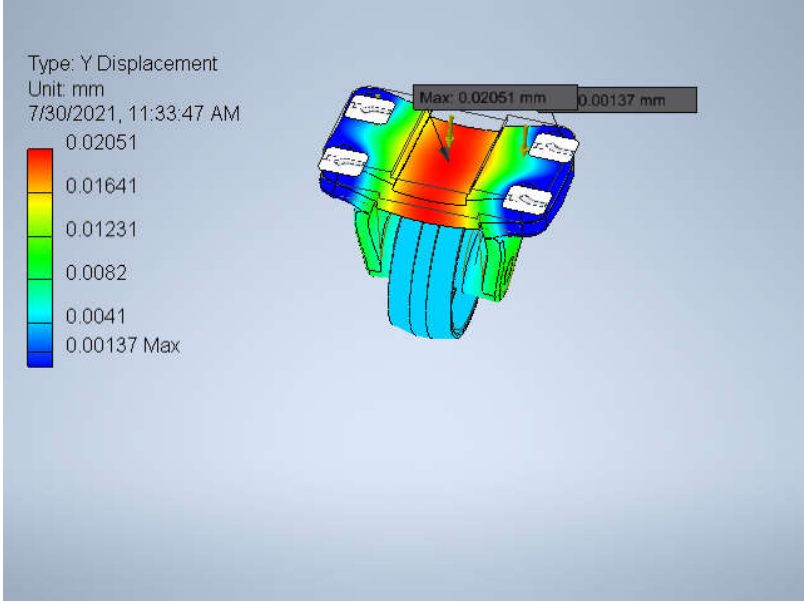 Type: Y Displacement
Unit: mm
7/30/2021, 11:33:47 AM
0.02051
0.01641
0.01231
0.0082
0.0041
0.00137 Max
Max: 0.02051 mm
0.00137 mm